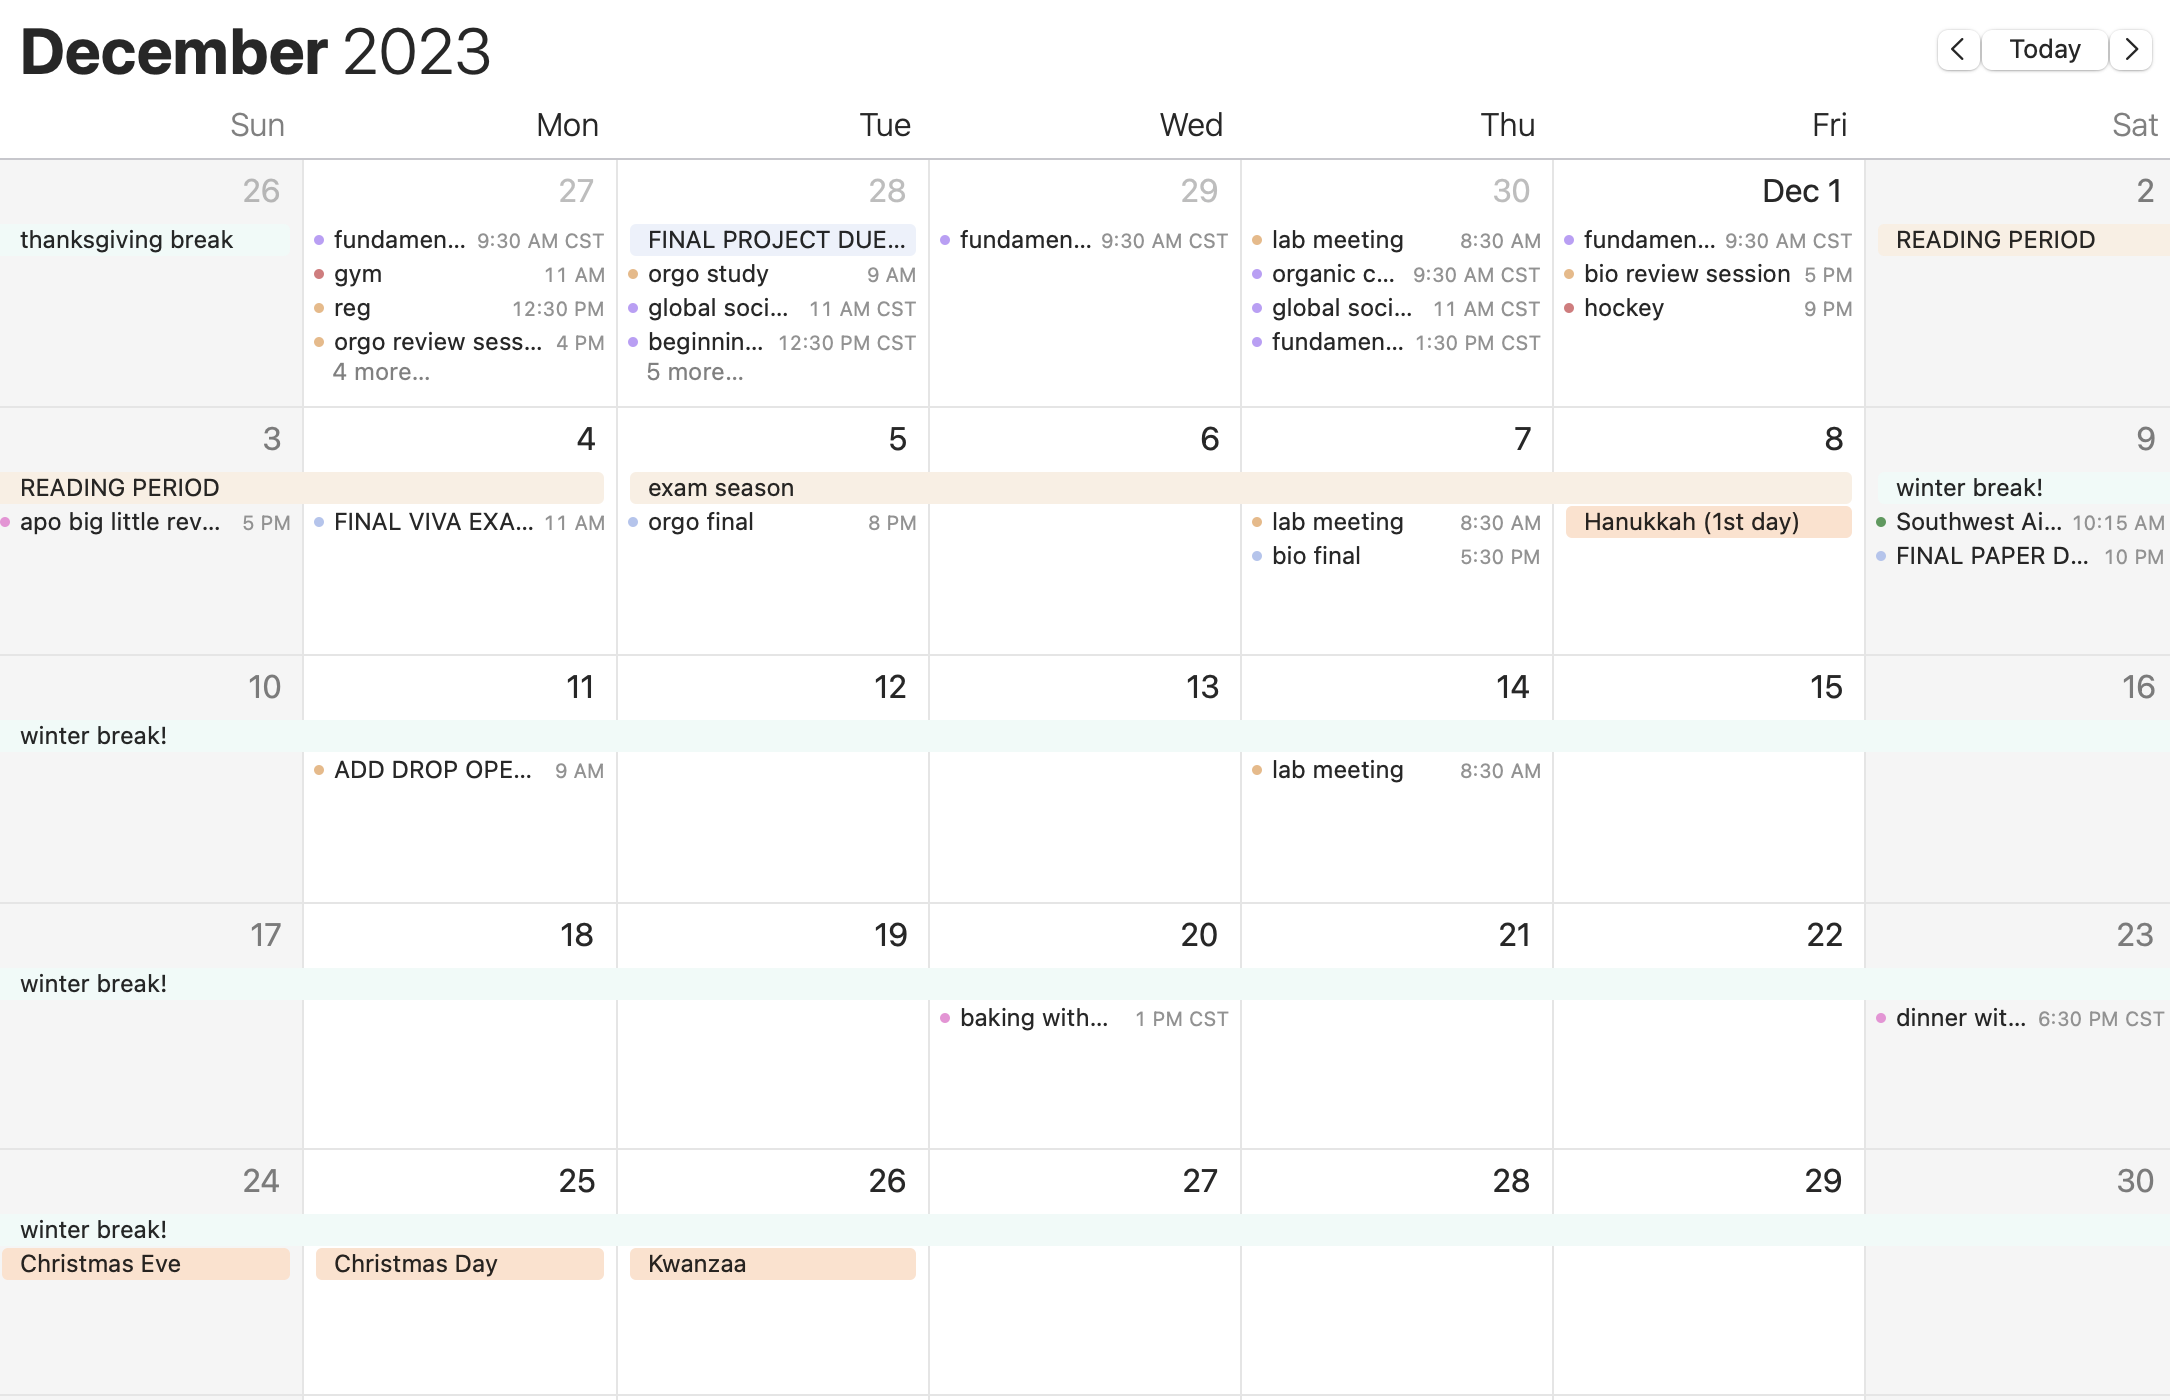 December 2023
Today
Sun Mon Tue Wed Thu Fri Sat
26 27 28 29 30 Dec 1 2
thanksgiving break
fundamen... 9:30 AM CST
gym 11 AM
reg 12:30 PM
orgo review sess... 4 PM
4 more...
FINAL PROJECT DUE...
orgo study 9 AM
global soci... 11 AM CST
beginnin... 12:30 PM CST
5 more...
fundamen... 9:30 AM CST
lab meeting 8:30 AM
organic c... 9:30 AM CST
global soci... 11 AM CST
fundamen... 1:30 PM CST
fundamen... 9:30 AM CST
bio review session 5 PM
hockey 9 PM
READING PERIOD
3 4 5 6 7 8 9
READING PERIOD
apo big little rev... 5 PM
FINAL VIVA EXA... 11 AM
exam season
orgo final 8 PM
lab meeting 8:30 AM
bio final 5:30 PM
Hanukkah (1st day)
winter break!
Southwest Ai... 10:15 AM
FINAL PAPER D... 10 PM
10 11 12 13 14 15 16
winter break!
ADD DROP OPE... 9 AM
lab meeting 8:30 AM
17 18 19 20 21 22 23
winter break!
baking with... 1 PM CST
dinner wit... 6:30 PM CST
24 25 26 27 28 29 30
winter break!
Christmas Eve
Christmas Day
Kwanzaa